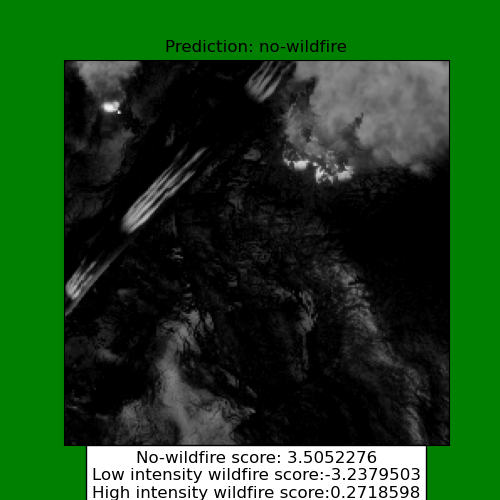 Prediction: no-wildfire
No-wildfire score: 3.5052276
Low intensity wildfire score:-3.2379503
High intensity wildfire score:0.2718598